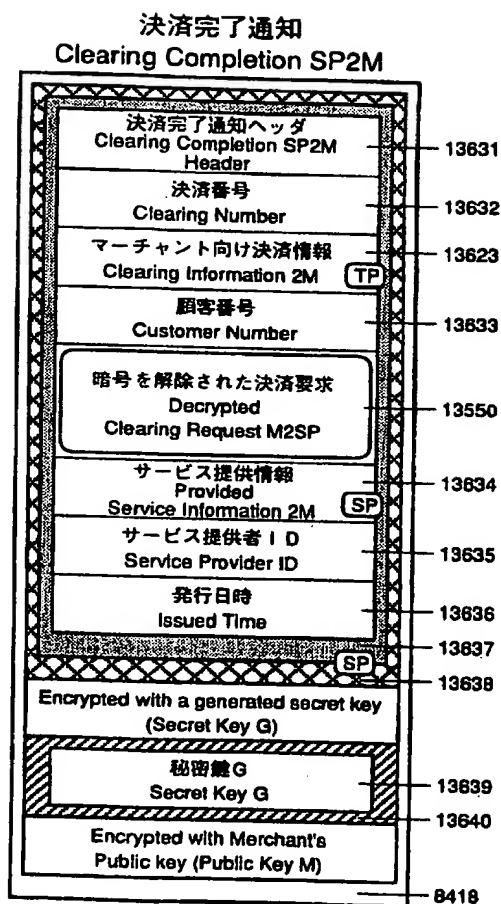 決済完了通知
Clearing Completion SP2M
決済完了通知ヘッダ
Clearing Completion SP2M
Header
13631
決済番号
Clearing Number
13632
マーチャント向け決済情報
Clearing Information 2M
TP
13623
顧客番号
Customer Number
13633
暗号を解除された決済要求
Decrypted
Clearing Request M2SP
13550
サービス提供情報
Provided
Service Information 2M
SP
13634
サービス提供者ID
Service Provider ID
13635
発行日時
Issued Time
13636
13637
SP
13638
Encrypted with a generated secret key
(Secret Key G)
秘密鍵G
Secret Key G
13639
13640
Encrypted with Merchant's
Public key (Public Key M)
8418